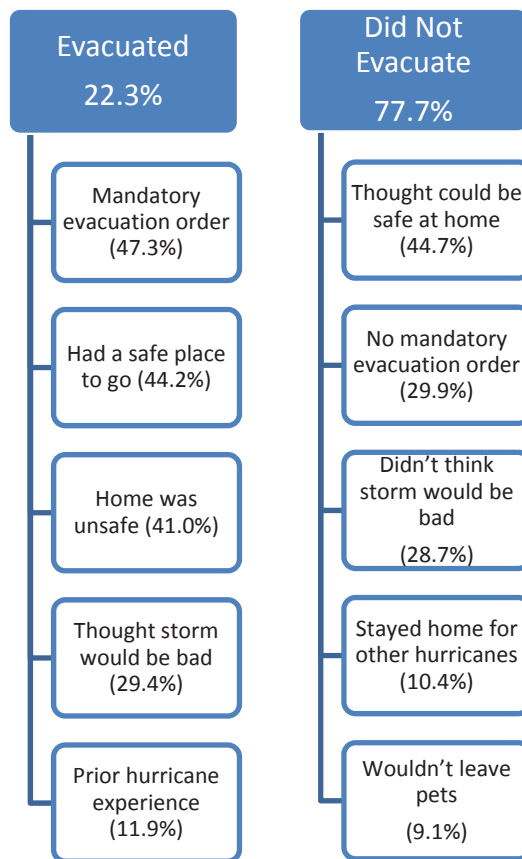 Evacuated
22.3%
Mandatory
evacuation order
(47.3%)
Had a safe place
to go (44.2%)
Home was
unsafe (41.0%)
Thought storm
would be bad
(29.4%)
Prior hurricane
experience
(11.9%)
Did Not
Evacuate
77.7%
Thought could be
safe at home
(44.7%)
No mandatory
evacuation order
(29.9%)
Didn’t think
storm would be
bad
(28.7%)
Stayed home for
other hurricanes
(10.4%)
Wouldn’t leave
pets
(9.1%)